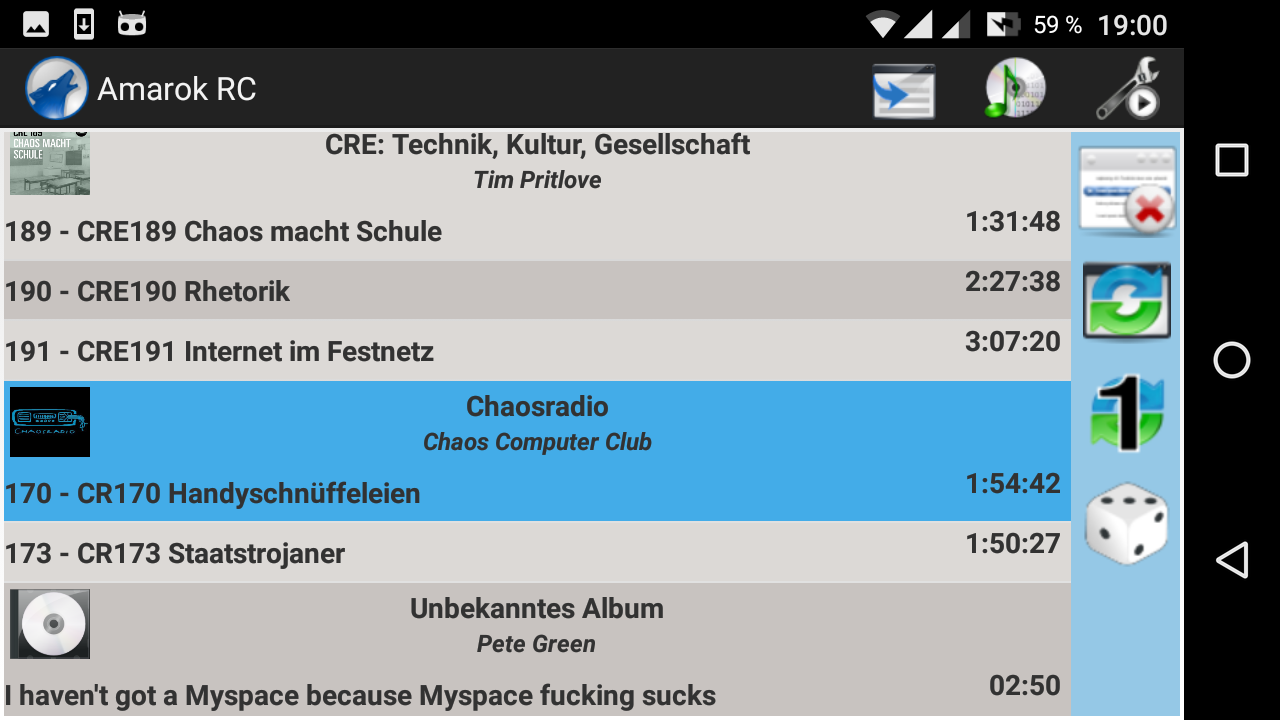 59 % 19:00
Amarok RC
CRE 189
CHAOS MACHT
SCHULE
CRE: Technik, Kultur, Gesellschaft
Tim Pritlove
189 - CRE189 Chaos macht Schule 1:31:48
190 - CRE190 Rhetorik 2:27:38
191 - CRE191 Internet im Festnetz 3:07:20
CHAOSRADIO
Chaosradio
Chaos Computer Club
170 - CR170 Handyschnüffeleien 1:54:42
1
173 - CR173 Staatstrojaner 1:50:27
Unbekanntes Album
Pete Green
I haven't got a Myspace because Myspace fucking sucks 02:50